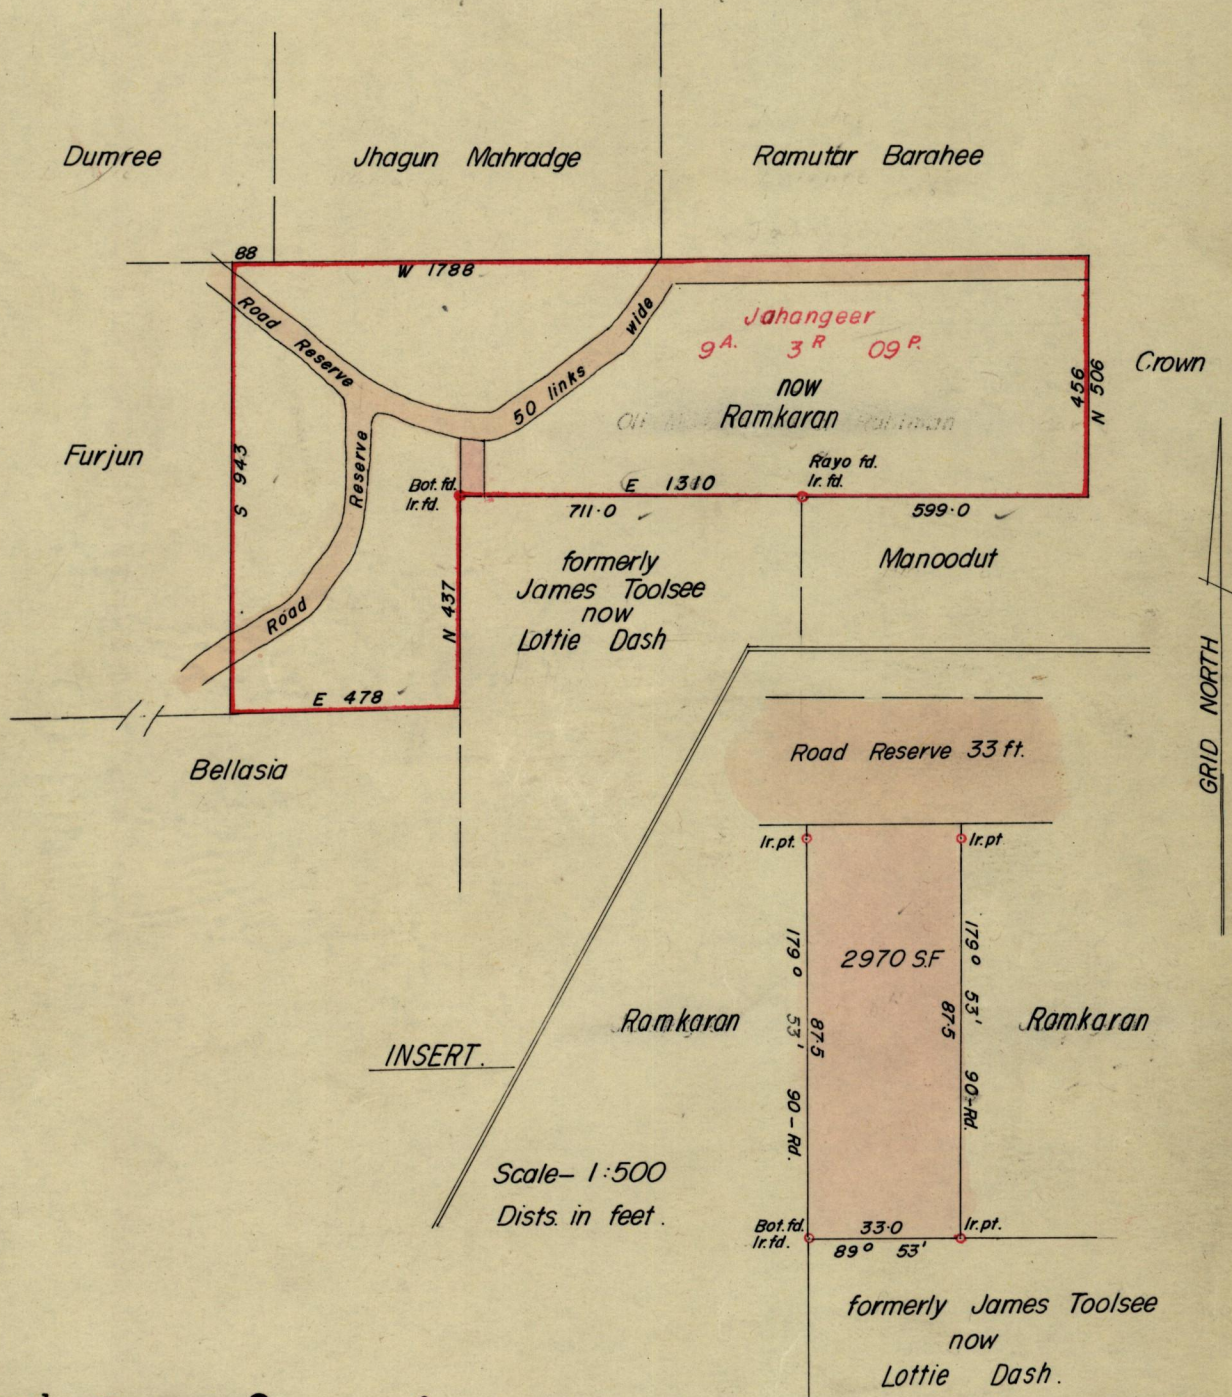 Dumree
Jhagun Mahradge
Ramutar Barahee
88
W 1788
Road Reserve
50 links wide
Jahangeer
9A. 3R 09P.
now
Ramkaran
456
N 506
Crown
Furjun
S 943
Road Reserve
Bot. fd.
Ir. fd.
E 1310
Rayo fd.
Ir. fd.
711·0
599·0
formerly
James Toolsee
now
Lottie Dash
Manoodut
N 437
E 478
Bellasia
GRID NORTH
Road Reserve 33 ft.
Ir. pt.
Ir. pt
179° 53' 90-Rd.
87·5
2970 S.F
87·5
179° 53' 90-Rd.
Ramkaran
Ramkaran
INSERT.
Scale- 1:500
Dists. in feet.
Bot. fd.
Ir. fd.
33·0
89° 53'
Ir. pt.
formerly James Toolsee
now
Lottie Dash.